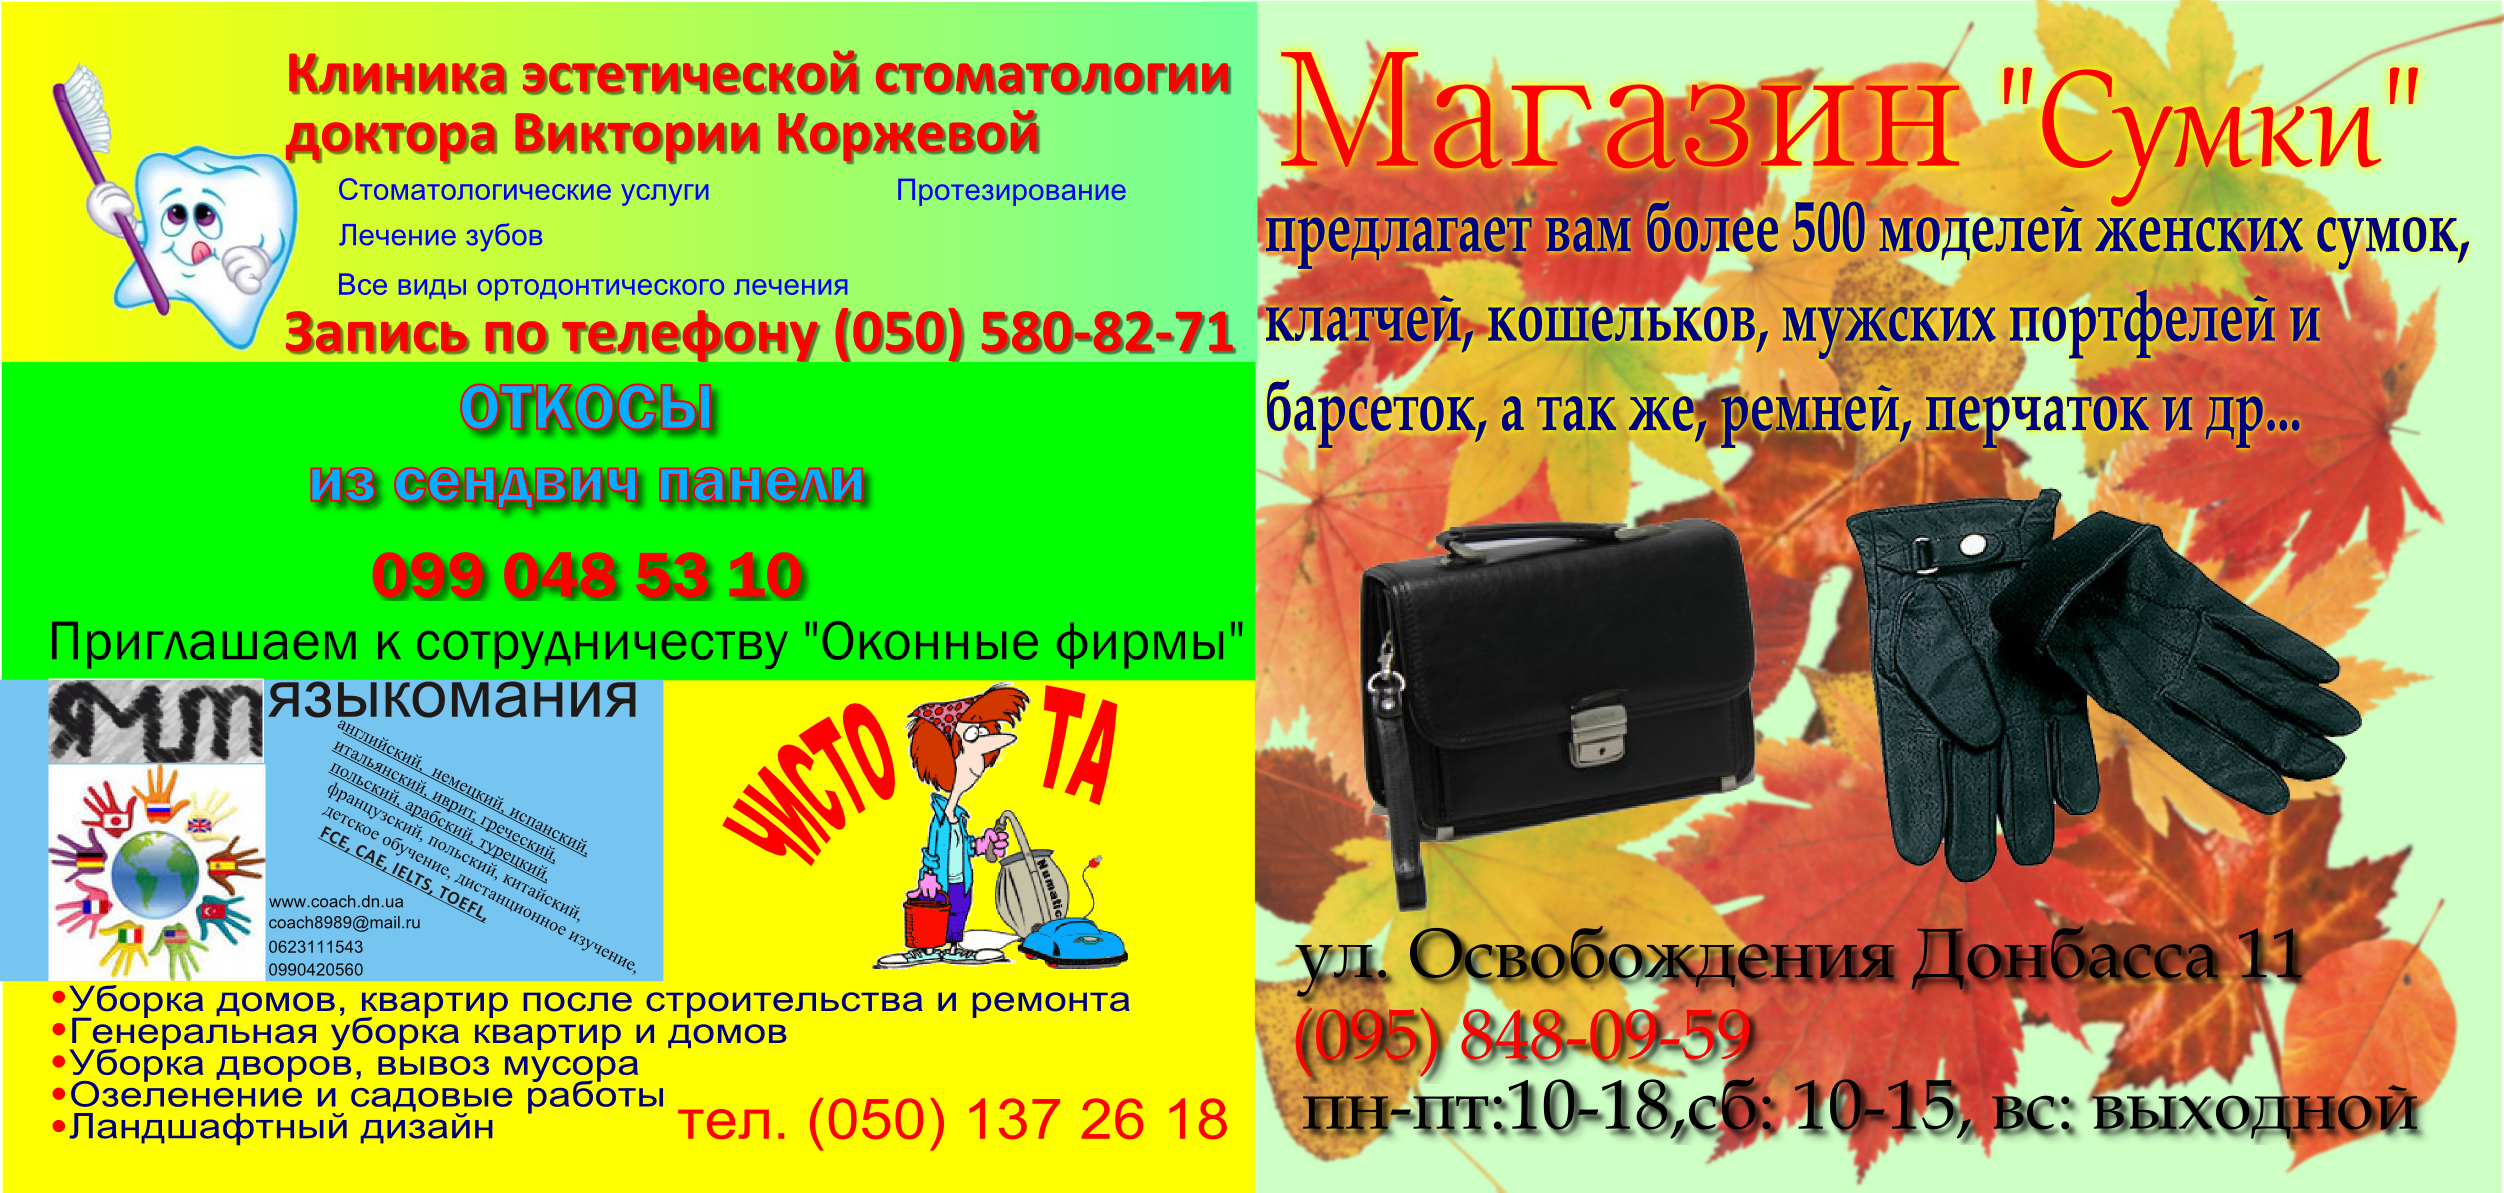 Клиника эстетической стоматологии
доктора Виктории Коржевой
Стоматологические услуги
Протезирование
Лечение зубов
Все виды ортодонтического лечения
Запись по телефону (050) 580-82-71
ОТКОСЫ
из сендвич панели
099 048 53 10
Приглашаем к сотрудничеству "Оконные фирмы"
языкомания
английский, немецкий, испанский,
итальянский, иврит, греческий,
польский, арабский, турецкий,
французский, польский, китайский,
детское обучение, дистанционное изучение,
FCE, CAE, IELTS, TOEFL,
www.coach.dn.ua
coach8989@mail.ru
0623111543
0990420560
ЧИСТО
ТА
Numatic
•Уборка домов, квартир после строительства и ремонта
•Генеральная уборка квартир и домов
•Уборка дворов, вывоз мусора
•Озеленение и садовые работы
•Ландшафтный дизайн
тел. (050) 137 26 18
Магазин "Сумки"
предлагает вам более 500 моделей женских сумок,
клатчей, кошельков, мужских портфелей и
барсеток, а так же, ремней, перчаток и др...
ул. Освобождения Донбасса 11
(095) 848-09-59
пн-пт:10-18,сб: 10-15, вс: выходной